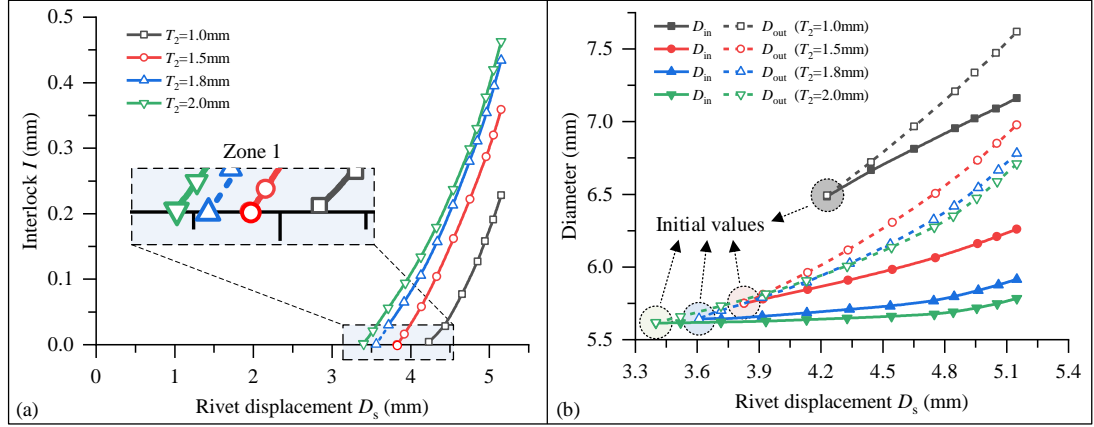 0.5
0.4
0.3
0.2
0.1
0.0
Interlock I (mm)
T2=1.0mm
T2=1.5mm
T2=1.8mm
T2=2.0mm
Zone 1
0 1 2 3 4 5
Rivet displacement Ds (mm)
(a)
7.5
7.0
6.5
6.0
5.5
Diameter (mm)
Din Dout (T2=1.0mm)
Din Dout (T2=1.5mm)
Din Dout (T2=1.8mm)
Din Dout (T2=2.0mm)
Initial values
3.3 3.6 3.9 4.2 4.5 4.8 5.1 5.4
Rivet displacement Ds (mm)
(b)